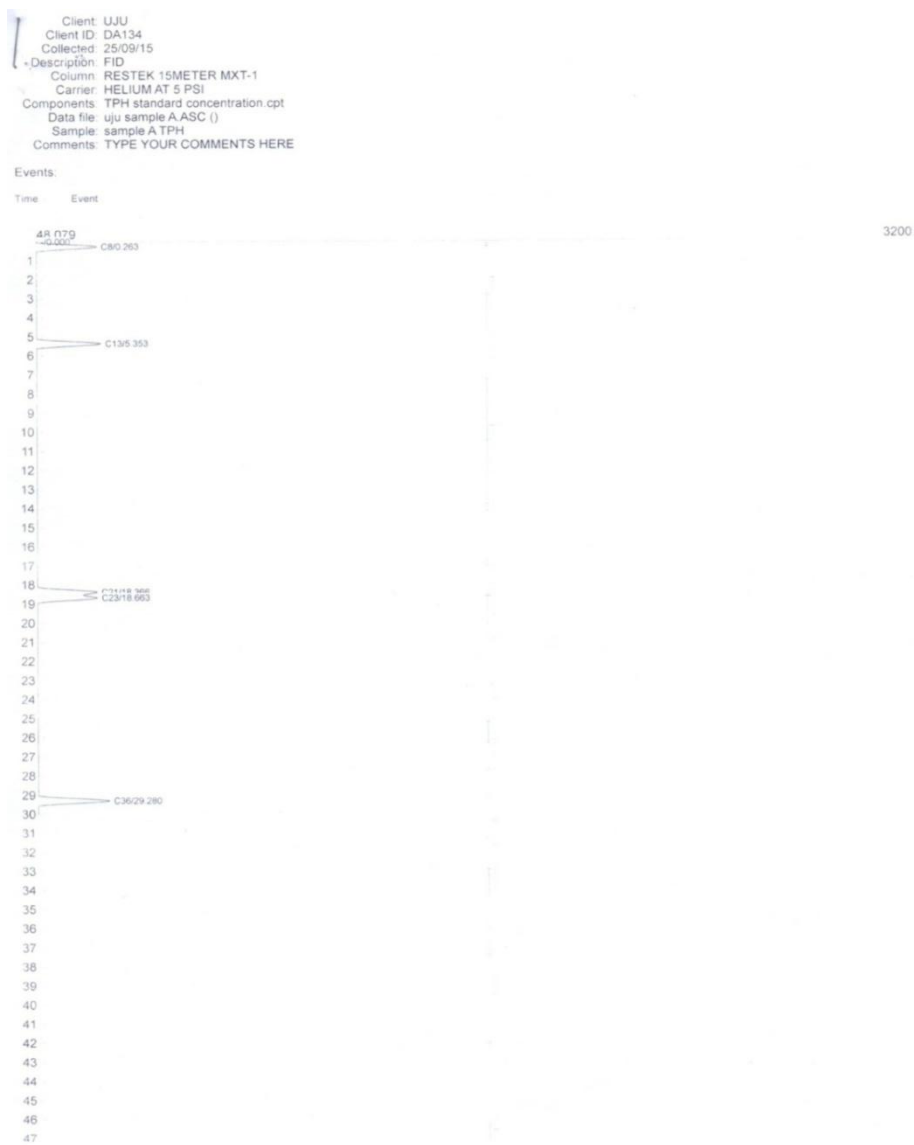 Client: UJU
Client ID: DA134
Collected: 25/09/15
Description: FID
Column: RESTEK 15METER MXT-1
Carrier: HELIUM AT 5 PSI
Components: TPH standard concentration.cpt
Data file: uju sample A.ASC ()
Sample: sample A TPH
Comments: TYPE YOUR COMMENTS HERE
Events:
Time Event
48.079 3200
-/0.000
C8/0.263
1
2
3
4
5
C13/5.353
6
7
8
9
10
11
12
13
14
15
16
17
18
C21/18.366
C23/18.663
19
20
21
22
23
24
25
26
27
28
29
C36/29.280
30
31
32
33
34
35
36
37
38
39
40
41
42
43
44
45
46
47